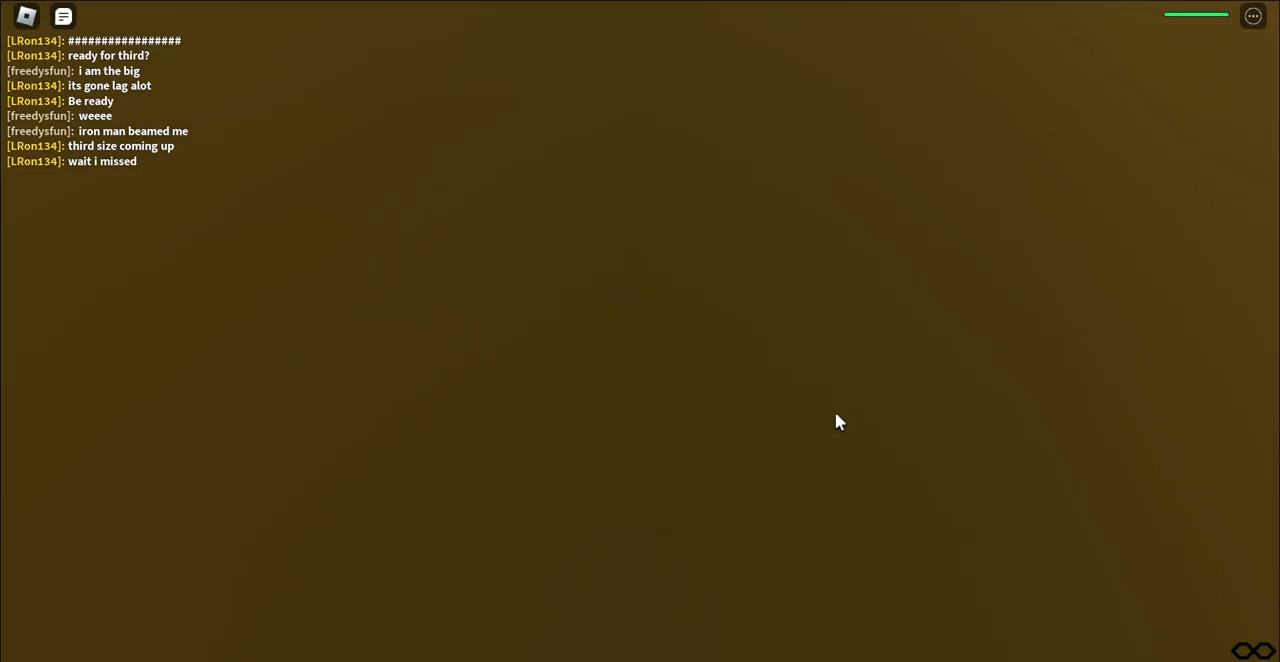 [LRon134]: #################
[LRon134]: ready for third?
[freedysfun]: i am the big
[LRon134]: its gone lag alot
[LRon134]: Be ready
[freedysfun]: weeee
[freedysfun]: iron man beamed me
[LRon134]: third size coming up
[LRon134]: wait i missed